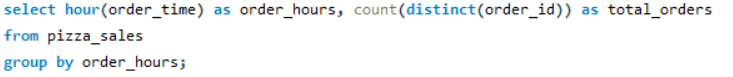 select hour(order_time) as order_hours, count(distinct(order_id)) as total_orders
from pizza_sales
group by order_hours;